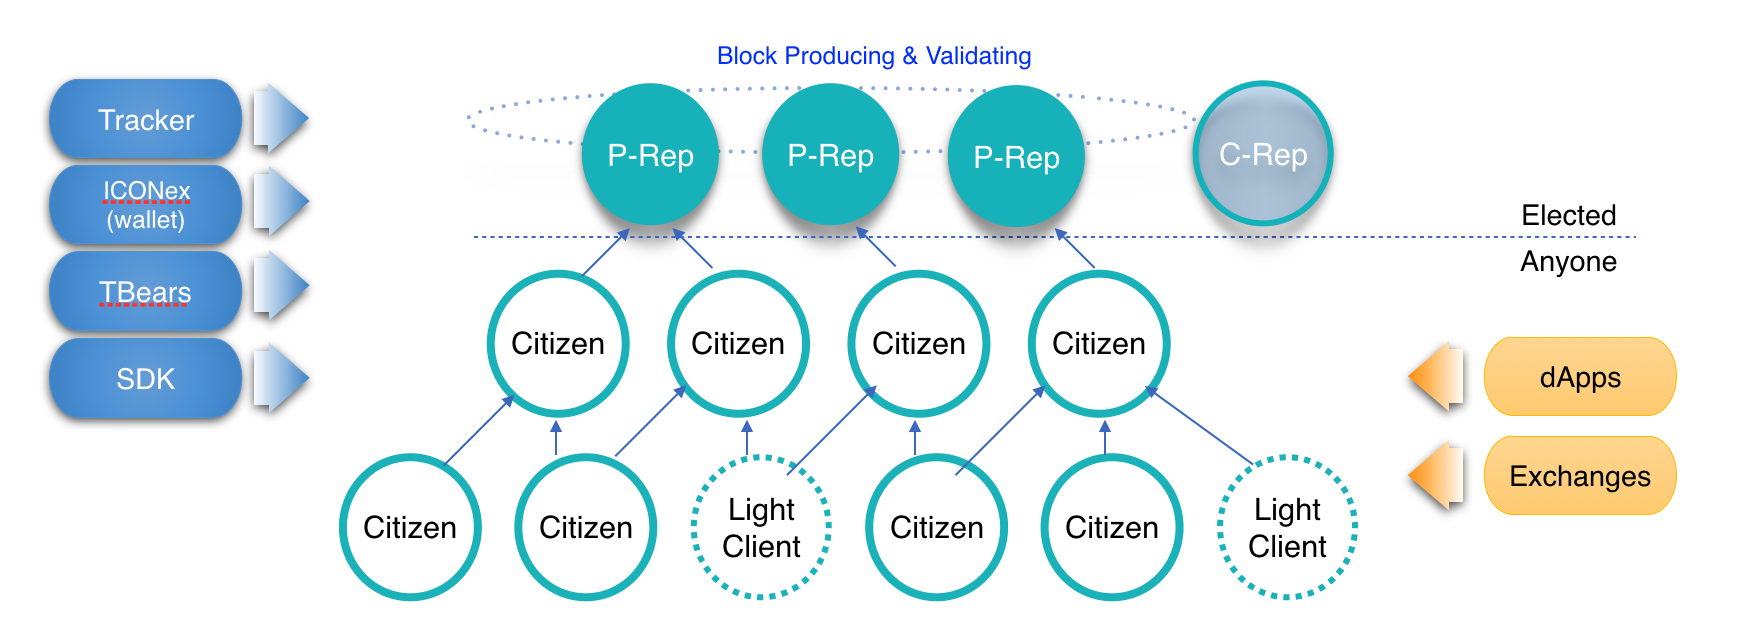 Block Producing & Validating
Tracker
ICONex
(wallet)
TBears
SDK
P-Rep
P-Rep
P-Rep
C-Rep
Elected
Anyone
Citizen
Citizen
Citizen
Citizen
dApps
Exchanges
Citizen
Citizen
Light
Client
Citizen
Citizen
Light
Client